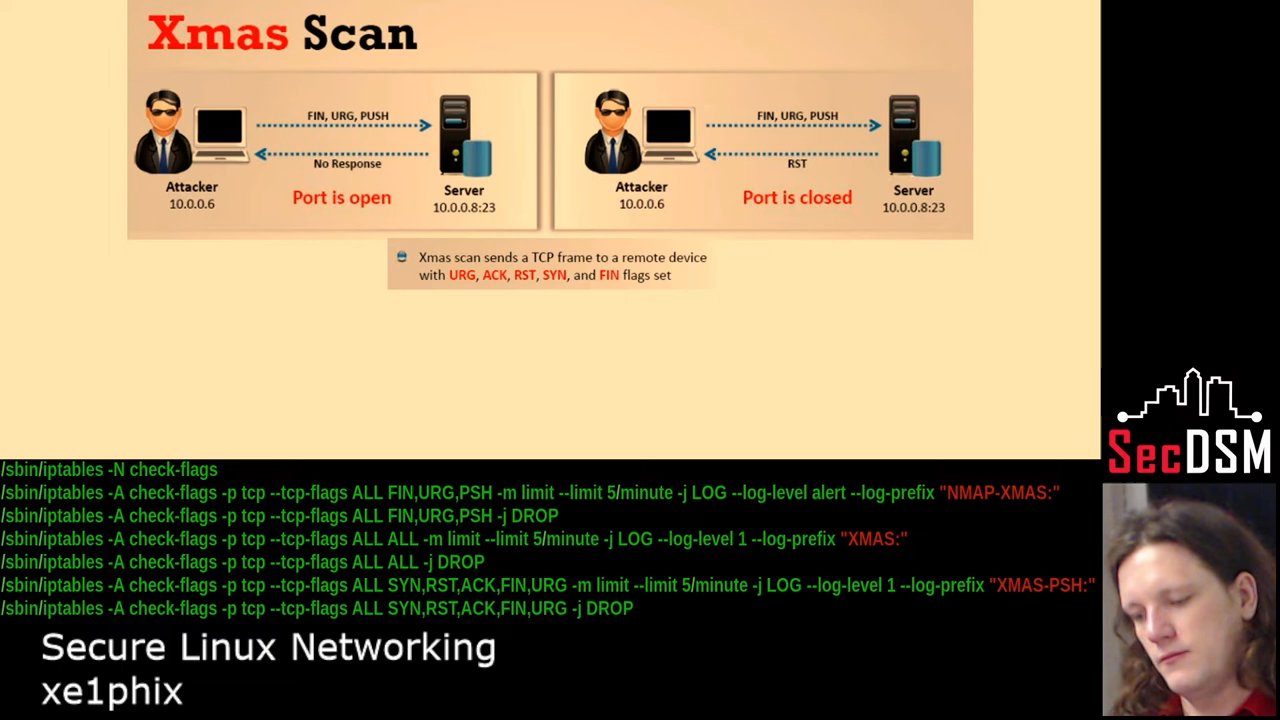 Xmas Scan
FIN, URG, PUSH
No Response
Attacker
10.0.0.6
Port is open
Server
10.0.0.8:23
FIN, URG, PUSH
RST
Attacker
10.0.0.6
Port is closed
Server
10.0.0.8:23
Xmas scan sends a TCP frame to a remote device
with URG, ACK, RST, SYN, and FIN flags set
/sbin/iptables -N check-flags
/sbin/iptables -A check-flags -p tcp --tcp-flags ALL FIN,URG,PSH -m limit --limit 5/minute -j LOG --log-level alert --log-prefix "NMAP-XMAS:"
/sbin/iptables -A check-flags -p tcp --tcp-flags ALL FIN,URG,PSH -j DROP
/sbin/iptables -A check-flags -p tcp --tcp-flags ALL ALL -m limit --limit 5/minute -j LOG --log-level 1 --log-prefix "XMAS:"
/sbin/iptables -A check-flags -p tcp --tcp-flags ALL ALL -j DROP
/sbin/iptables -A check-flags -p tcp --tcp-flags ALL SYN,RST,ACK,FIN,URG -m limit --limit 5/minute -j LOG --log-level 1 --log-prefix "XMAS-PSH:"
/sbin/iptables -A check-flags -p tcp --tcp-flags ALL SYN,RST,ACK,FIN,URG -j DROP
SecDSM
Secure Linux Networking
xe1phix